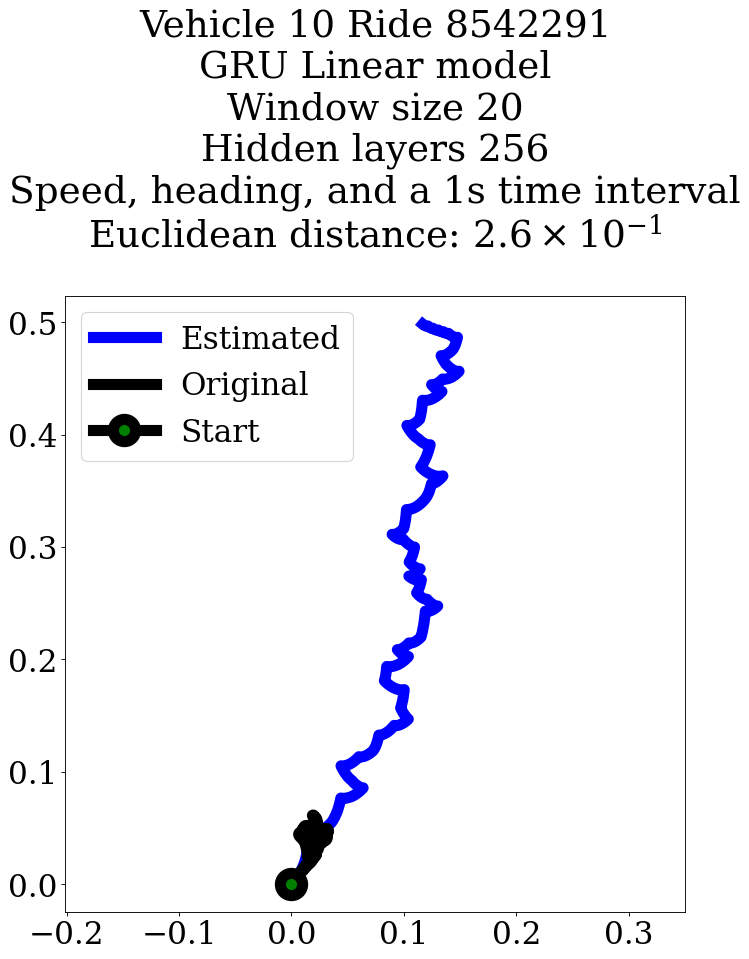 Vehicle 10 Ride 8542291
GRU Linear model
Window size 20
Hidden layers 256
Speed, heading, and a 1s time interval
Euclidean distance: 2.6 × 10⁻¹
Estimated
Original
Start
0.5
0.4
0.3
0.2
0.1
0.0
−0.2 −0.1 0.0 0.1 0.2 0.3